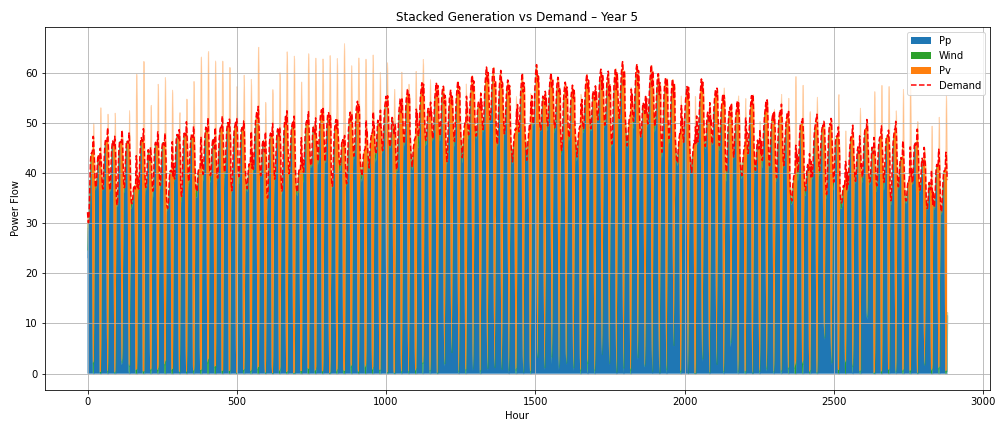 Stacked Generation vs Demand – Year 5
Pp
Wind
Pv
Demand
Power Flow
60
50
40
30
20
10
0
0 500 1000 1500 2000 2500 3000
Hour